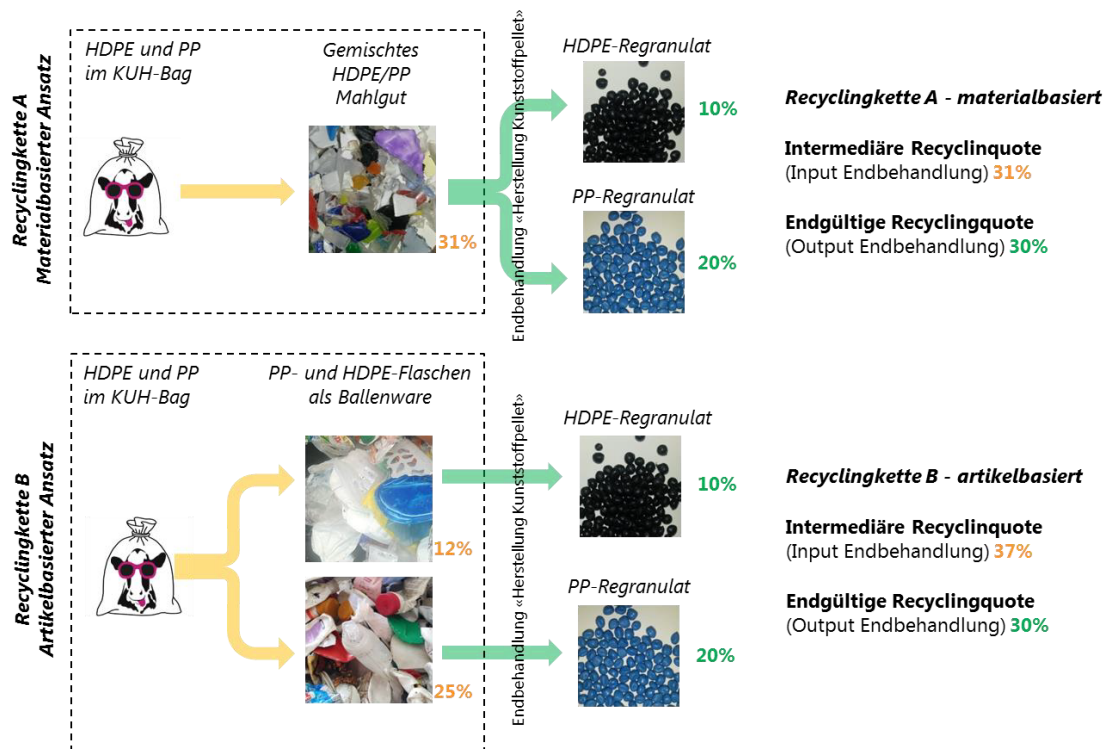 Recyclingkette A
Materialbasierter Ansatz
HDPE und PP
im KUH-Bag
Gemischtes
HDPE/PP
Mahlgut
31%
Endbehandlung «Herstellung Kunststoffpellet»
HDPE-Regranulat
10%
PP-Regranulat
20%
Recyclingkette A - materialbasiert
Intermediäre Recyclinquote
(Input Endbehandlung) 31%
Endgültige Recyclingquote
(Output Endbehandlung) 30%
Recyclingkette B
Artikelbasierter Ansatz
HDPE und PP
im KUH-Bag
PP- und HDPE-Flaschen
als Ballenware
12%
25%
Endbehandlung «Herstellung Kunststoffpellet»
HDPE-Regranulat
10%
PP-Regranulat
20%
Recyclingkette B - artikelbasiert
Intermediäre Recyclinquote
(Input Endbehandlung) 37%
Endgültige Recyclingquote
(Output Endbehandlung) 30%